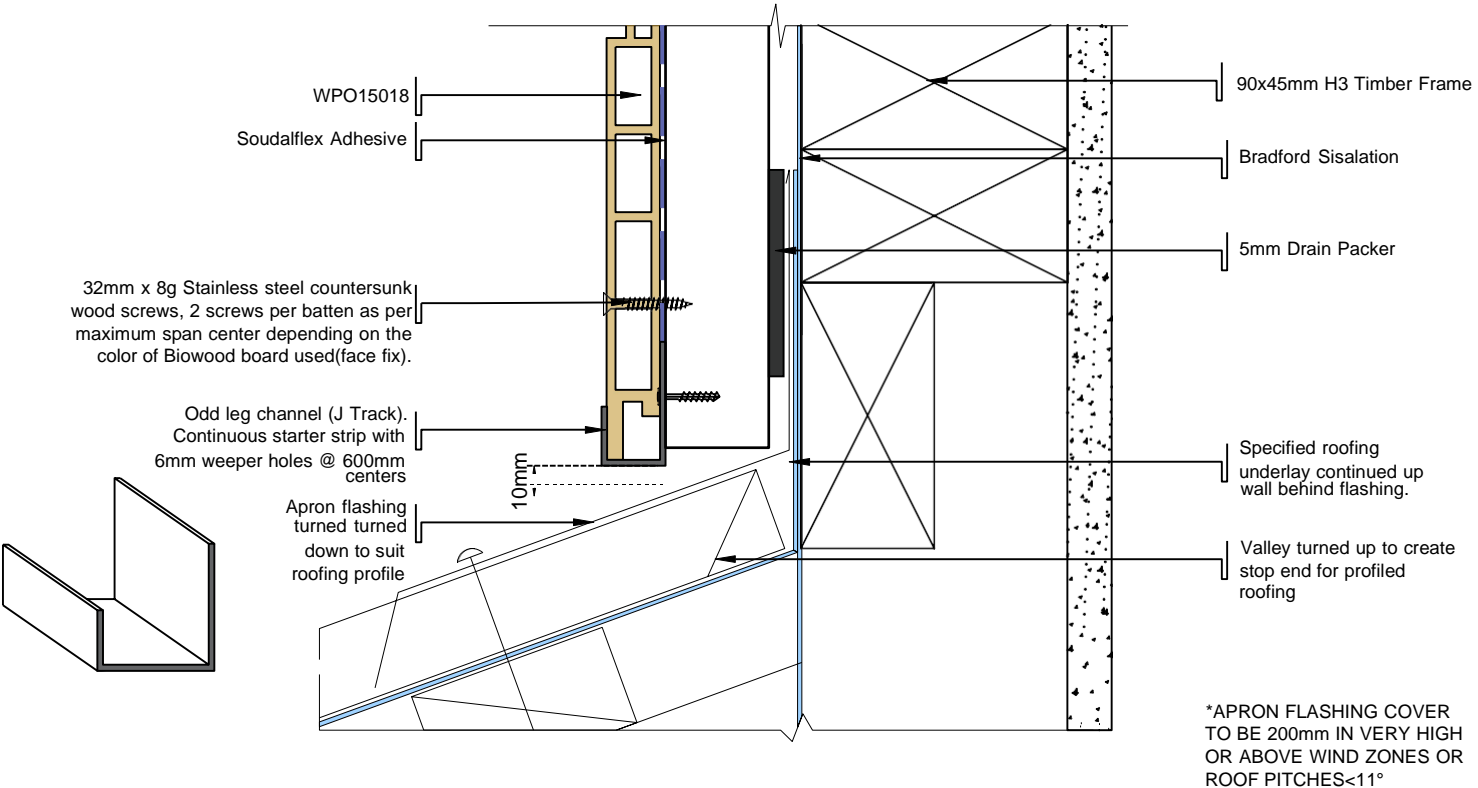 WPO15018
Soudalflex Adhesive
32mm x 8g Stainless steel countersunk
wood screws, 2 screws per batten as per
maximum span center depending on the
color of Biowood board used(face fix).
Odd leg channel (J Track).
Continuous starter strip with
6mm weeper holes @ 600mm
centers
Apron flashing
turned turned
down to suit
roofing profile
10mm
90x45mm H3 Timber Frame
Bradford Sisalation
5mm Drain Packer
Specified roofing
underlay continued up
wall behind flashing.
Valley turned up to create
stop end for profiled
roofing
*APRON FLASHING COVER
TO BE 200mm IN VERY HIGH
OR ABOVE WIND ZONES OR
ROOF PITCHES<11°